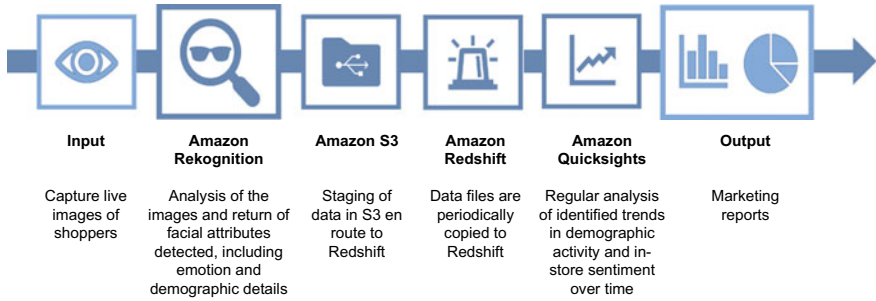 Input
Capture live
images of
shoppers
Amazon
Rekognition
Analysis of the
images and return of
facial attributes
detected, including
emotion and
demographic details
Amazon S3
Staging of
data in S3 en
route to
Redshift
Amazon
Redshift
Data files are
periodically
copied to
Redshift
Amazon
Quicksights
Regular analysis
of identified trends
in demographic
activity and in-
store sentiment
over time
Output
Marketing
reports